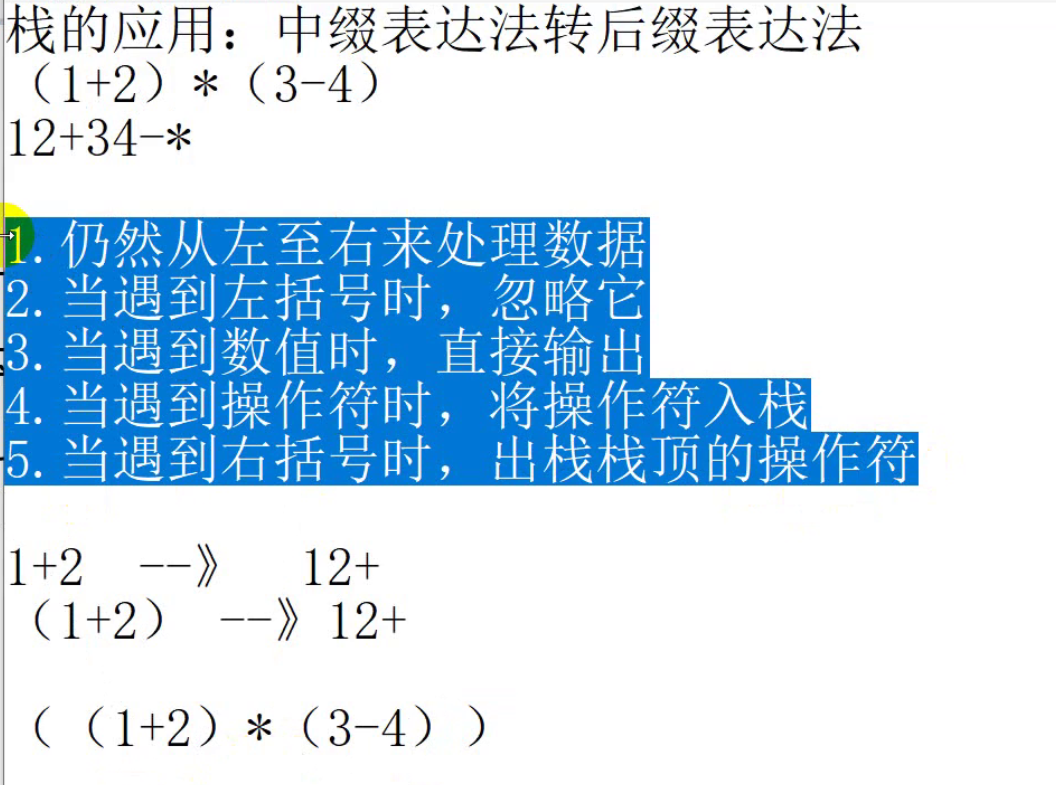 栈的应用：中缀表达法转后缀表达法
（1+2）*（3-4）
12+34-*
1. 仍然从左至右来处理数据
2. 当遇到左括号时，忽略它
3. 当遇到数值时，直接输出
4. 当遇到操作符时，将操作符入栈
5. 当遇到右括号时，出栈栈顶的操作符
1+2 --》 12+
（1+2） --》12+
（（1+2）*（3-4））